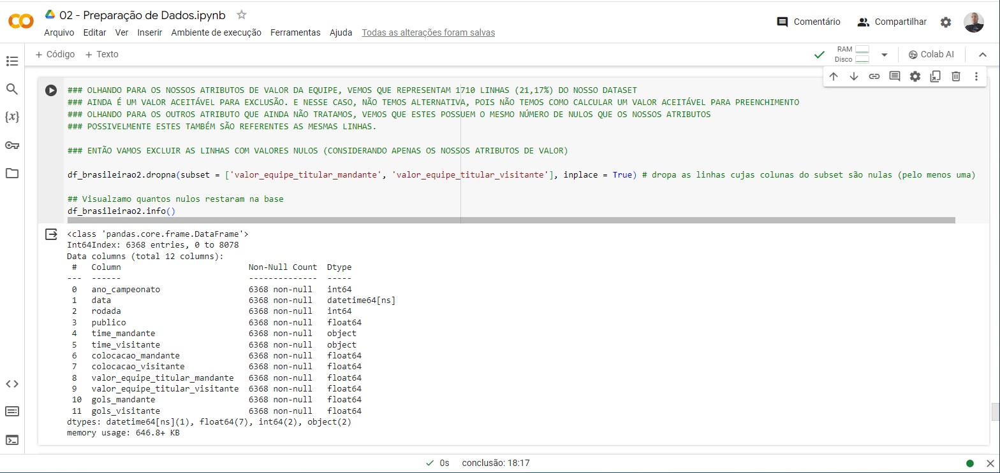 02 - Preparação de Dados.ipynb
Comentário
Compartilhar
Arquivo Editar Ver Inserir Ambiente de execução Ferramentas Ajuda Todas as alterações foram salvas
+ Código + Texto
RAM
Disco
Colab AI
### OLHANDO PARA OS NOSSOS ATRIBUTOS DE VALOR DA EQUIPE, VEMOS QUE REPRESENTAM 1710 LINHAS (21,17%) DO NOSSO DATASET
### AINDA É UM VALOR ACEITÁVEL PARA EXCLUSÃO. E NESSE CASO, NÃO TEMOS ALTERNATIVA, POIS NÃO TEMOS COMO CALCULAR UM VALOR ACEITÁVEL PARA PREENCHIMENTO
### OLHANDO PARA OS OUTROS ATRIBUTO QUE AINDA NÃO TRATAMOS, VEMOS QUE ESTES POSSUEM O MESMO NÚMERO DE NULOS QUE OS NOSSOS ATRIBUTOS
### POSSIVELMENTE ESTES TAMBÉM SÃO REFERENTES AS MESMAS LINHAS.
### ENTÃO VAMOS EXCLUIR AS LINHAS COM VALORES NULOS (CONSIDERANDO APENAS OS NOSSOS ATRIBUTOS DE VALOR)
df_brasileirao2.dropna(subset = ['valor_equipe_titular_mandante', 'valor_equipe_titular_visitante'], inplace = True) # dropa as linhas cujas colunas do subset são nulas (pelo menos uma)
## Visualzamo quantos nulos restaram na base
df_brasileirao2.info()
<class 'pandas.core.frame.DataFrame'>
Int64Index: 6368 entries, 0 to 8078
Data columns (total 12 columns):
# Column Non-Null Count Dtype
--- ------ -------------- -----
0 ano_campeonato 6368 non-null int64
1 data 6368 non-null datetime64[ns]
2 rodada 6368 non-null int64
3 publico 6368 non-null float64
4 time_mandante 6368 non-null object
5 time_visitante 6368 non-null object
6 colocacao_mandante 6368 non-null float64
7 colocacao_visitante 6368 non-null float64
8 valor_equipe_titular_mandante 6368 non-null float64
9 valor_equipe_titular_visitante 6368 non-null float64
10 gols_mandante 6368 non-null float64
11 gols_visitante 6368 non-null float64
dtypes: datetime64[ns](1), float64(7), int64(2), object(2)
memory usage: 646.8+ KB
0s conclusão: 18:17